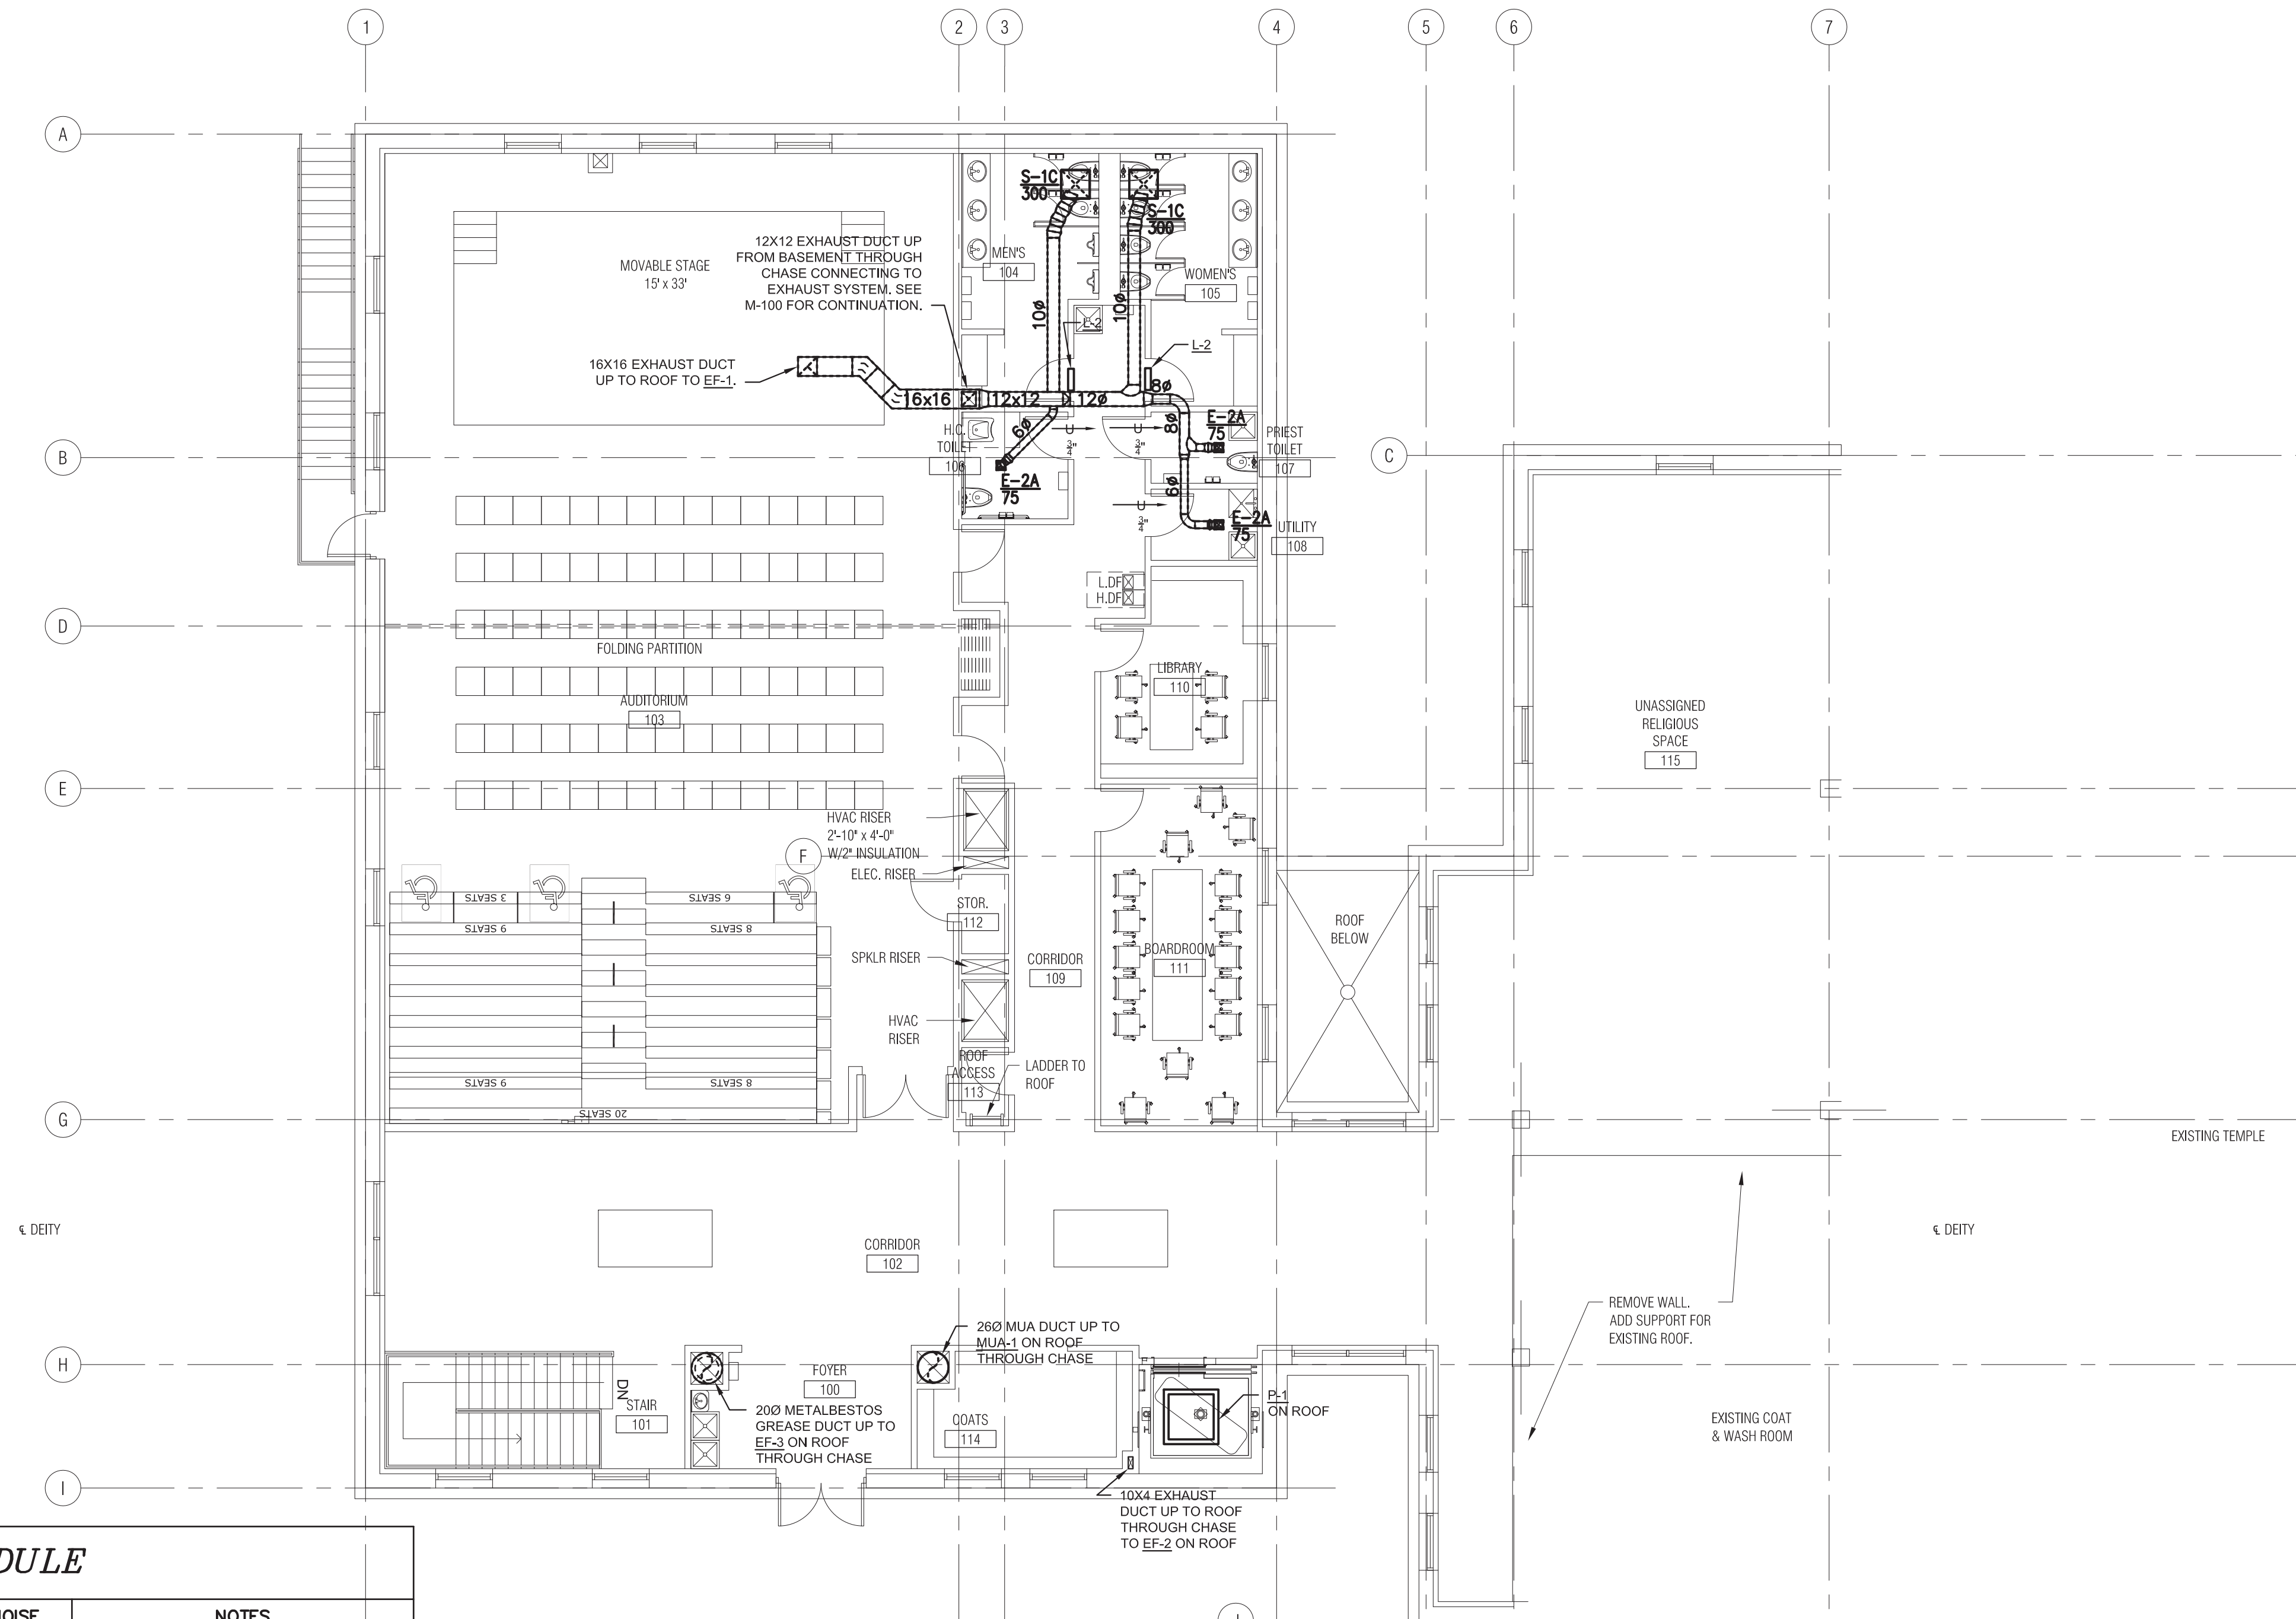 1
2
3
4
5
6
7
A
B
C
D
E
F
G
H
I
MOVABLE STAGE
15' x 33'
12X12 EXHAUST DUCT UP
FROM BASEMENT THROUGH
CHASE CONNECTING TO
EXHAUST SYSTEM. SEE
M-100 FOR CONTINUATION.
16X16 EXHAUST DUCT
UP TO ROOF TO EF-1.
S-1C
300
S-1C
300
MEN'S
104
WOMEN'S
105
10ø
10ø
L-2
L-2
16x16
12x12
12ø
8ø
8ø
6ø
6ø
H.C.
TOILET
106
E-2A
75
E-2A
75
PRIEST
TOILET
107
E-2A
75
UTILITY
108
U
3/4"
U
3/4"
U
3/4"
L.DF
H.DF
FOLDING PARTITION
AUDITORIUM
103
LIBRARY
110
UNASSIGNED
RELIGIOUS
SPACE
115
HVAC RISER
2'-10" x 4'-0"
W/2" INSULATION
ELEC. RISER
3 SEATS
6 SEATS
9 SEATS
8 SEATS
9 SEATS
8 SEATS
20 SEATS
STOR.
112
SPKLR RISER
CORRIDOR
109
HVAC
RISER
ROOF
ACCESS
113
LADDER TO
ROOF
BOARDROOM
111
ROOF
BELOW
EXISTING TEMPLE
℄ DEITY
℄ DEITY
CORRIDOR
102
REMOVE WALL.
ADD SUPPORT FOR
EXISTING ROOF.
26Ø MUA DUCT UP TO
MUA-1 ON ROOF
THROUGH CHASE
FOYER
100
DN
STAIR
101
20Ø METALBESTOS
GREASE DUCT UP TO
EF-3 ON ROOF
THROUGH CHASE
COATS
114
P-1
ON ROOF
EXISTING COAT
& WASH ROOM
10X4 EXHAUST
DUCT UP TO ROOF
THROUGH CHASE
TO EF-2 ON ROOF
DULE
NOTES